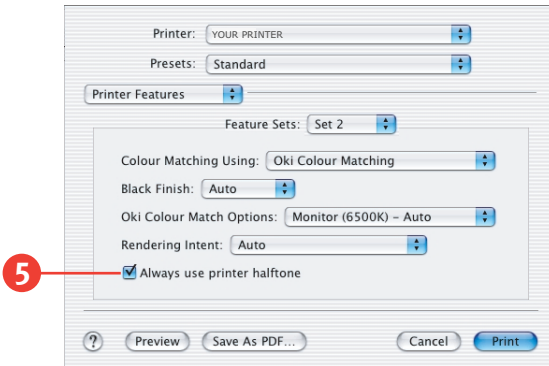 Printer: YOUR PRINTER
Presets: Standard
Printer Features
Feature Sets: Set 2
Colour Matching Using: Oki Colour Matching
Black Finish: Auto
Oki Colour Match Options: Monitor (6500K) – Auto
Rendering Intent: Auto
5 Always use printer halftone
? Preview Save As PDF... Cancel Print